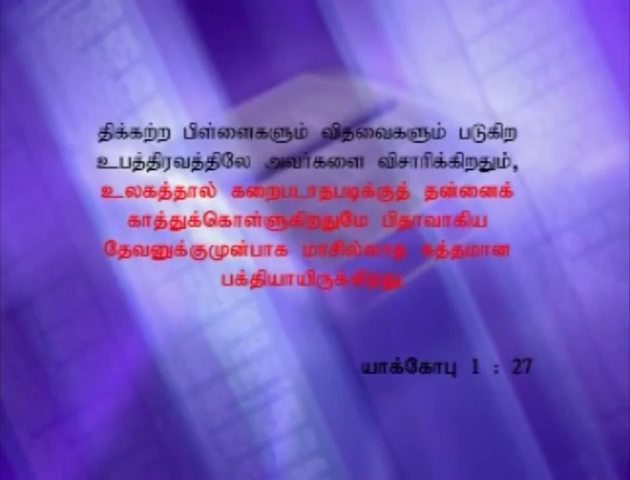 திக்கற்ற பிள்ளைகளும் விதவைகளும் படுகிற
உபத்திரவத்திலே அவர்களை விசாரிக்கிறதும்,
உலகத்தால் கறைபடாதபடிக்குத் தன்னைக்
காத்துக்கொள்ளுகிறதுமே பிதாவாகிய
தேவனுக்குமுன்பாக மாசில்லாத சுத்தமான
பக்தியாயிருக்கிறது
யாக்கோபு 1 : 27